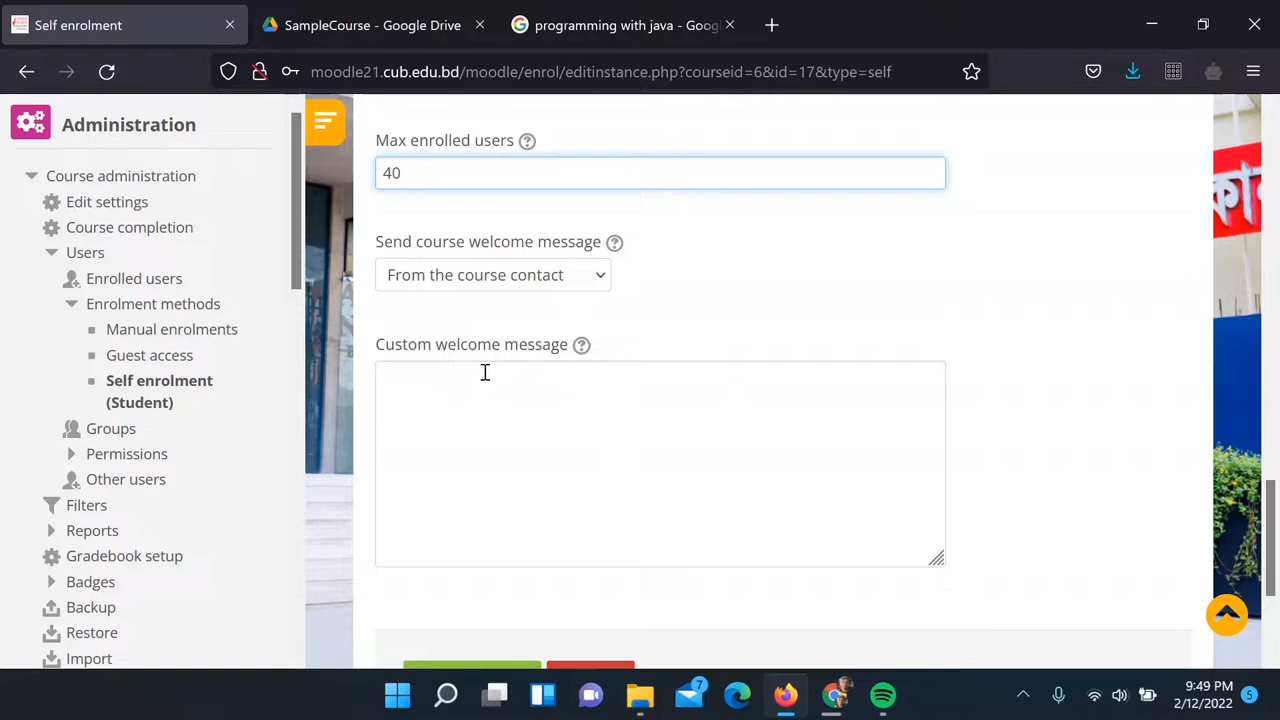 Self enrolment
SampleCourse - Google Drive
programming with java - Goog
moodle21.cub.edu.bd/moodle/enrol/editinstance.php?courseid=6&id=17&type=self
Administration
Course administration
Edit settings
Course completion
Users
Enrolled users
Enrolment methods
Manual enrolments
Guest access
Self enrolment
(Student)
Groups
Permissions
Other users
Filters
Reports
Gradebook setup
Badges
Backup
Restore
Import
Max enrolled users
40
Send course welcome message
From the course contact
Custom welcome message
7
9:49 PM
2/12/2022
5